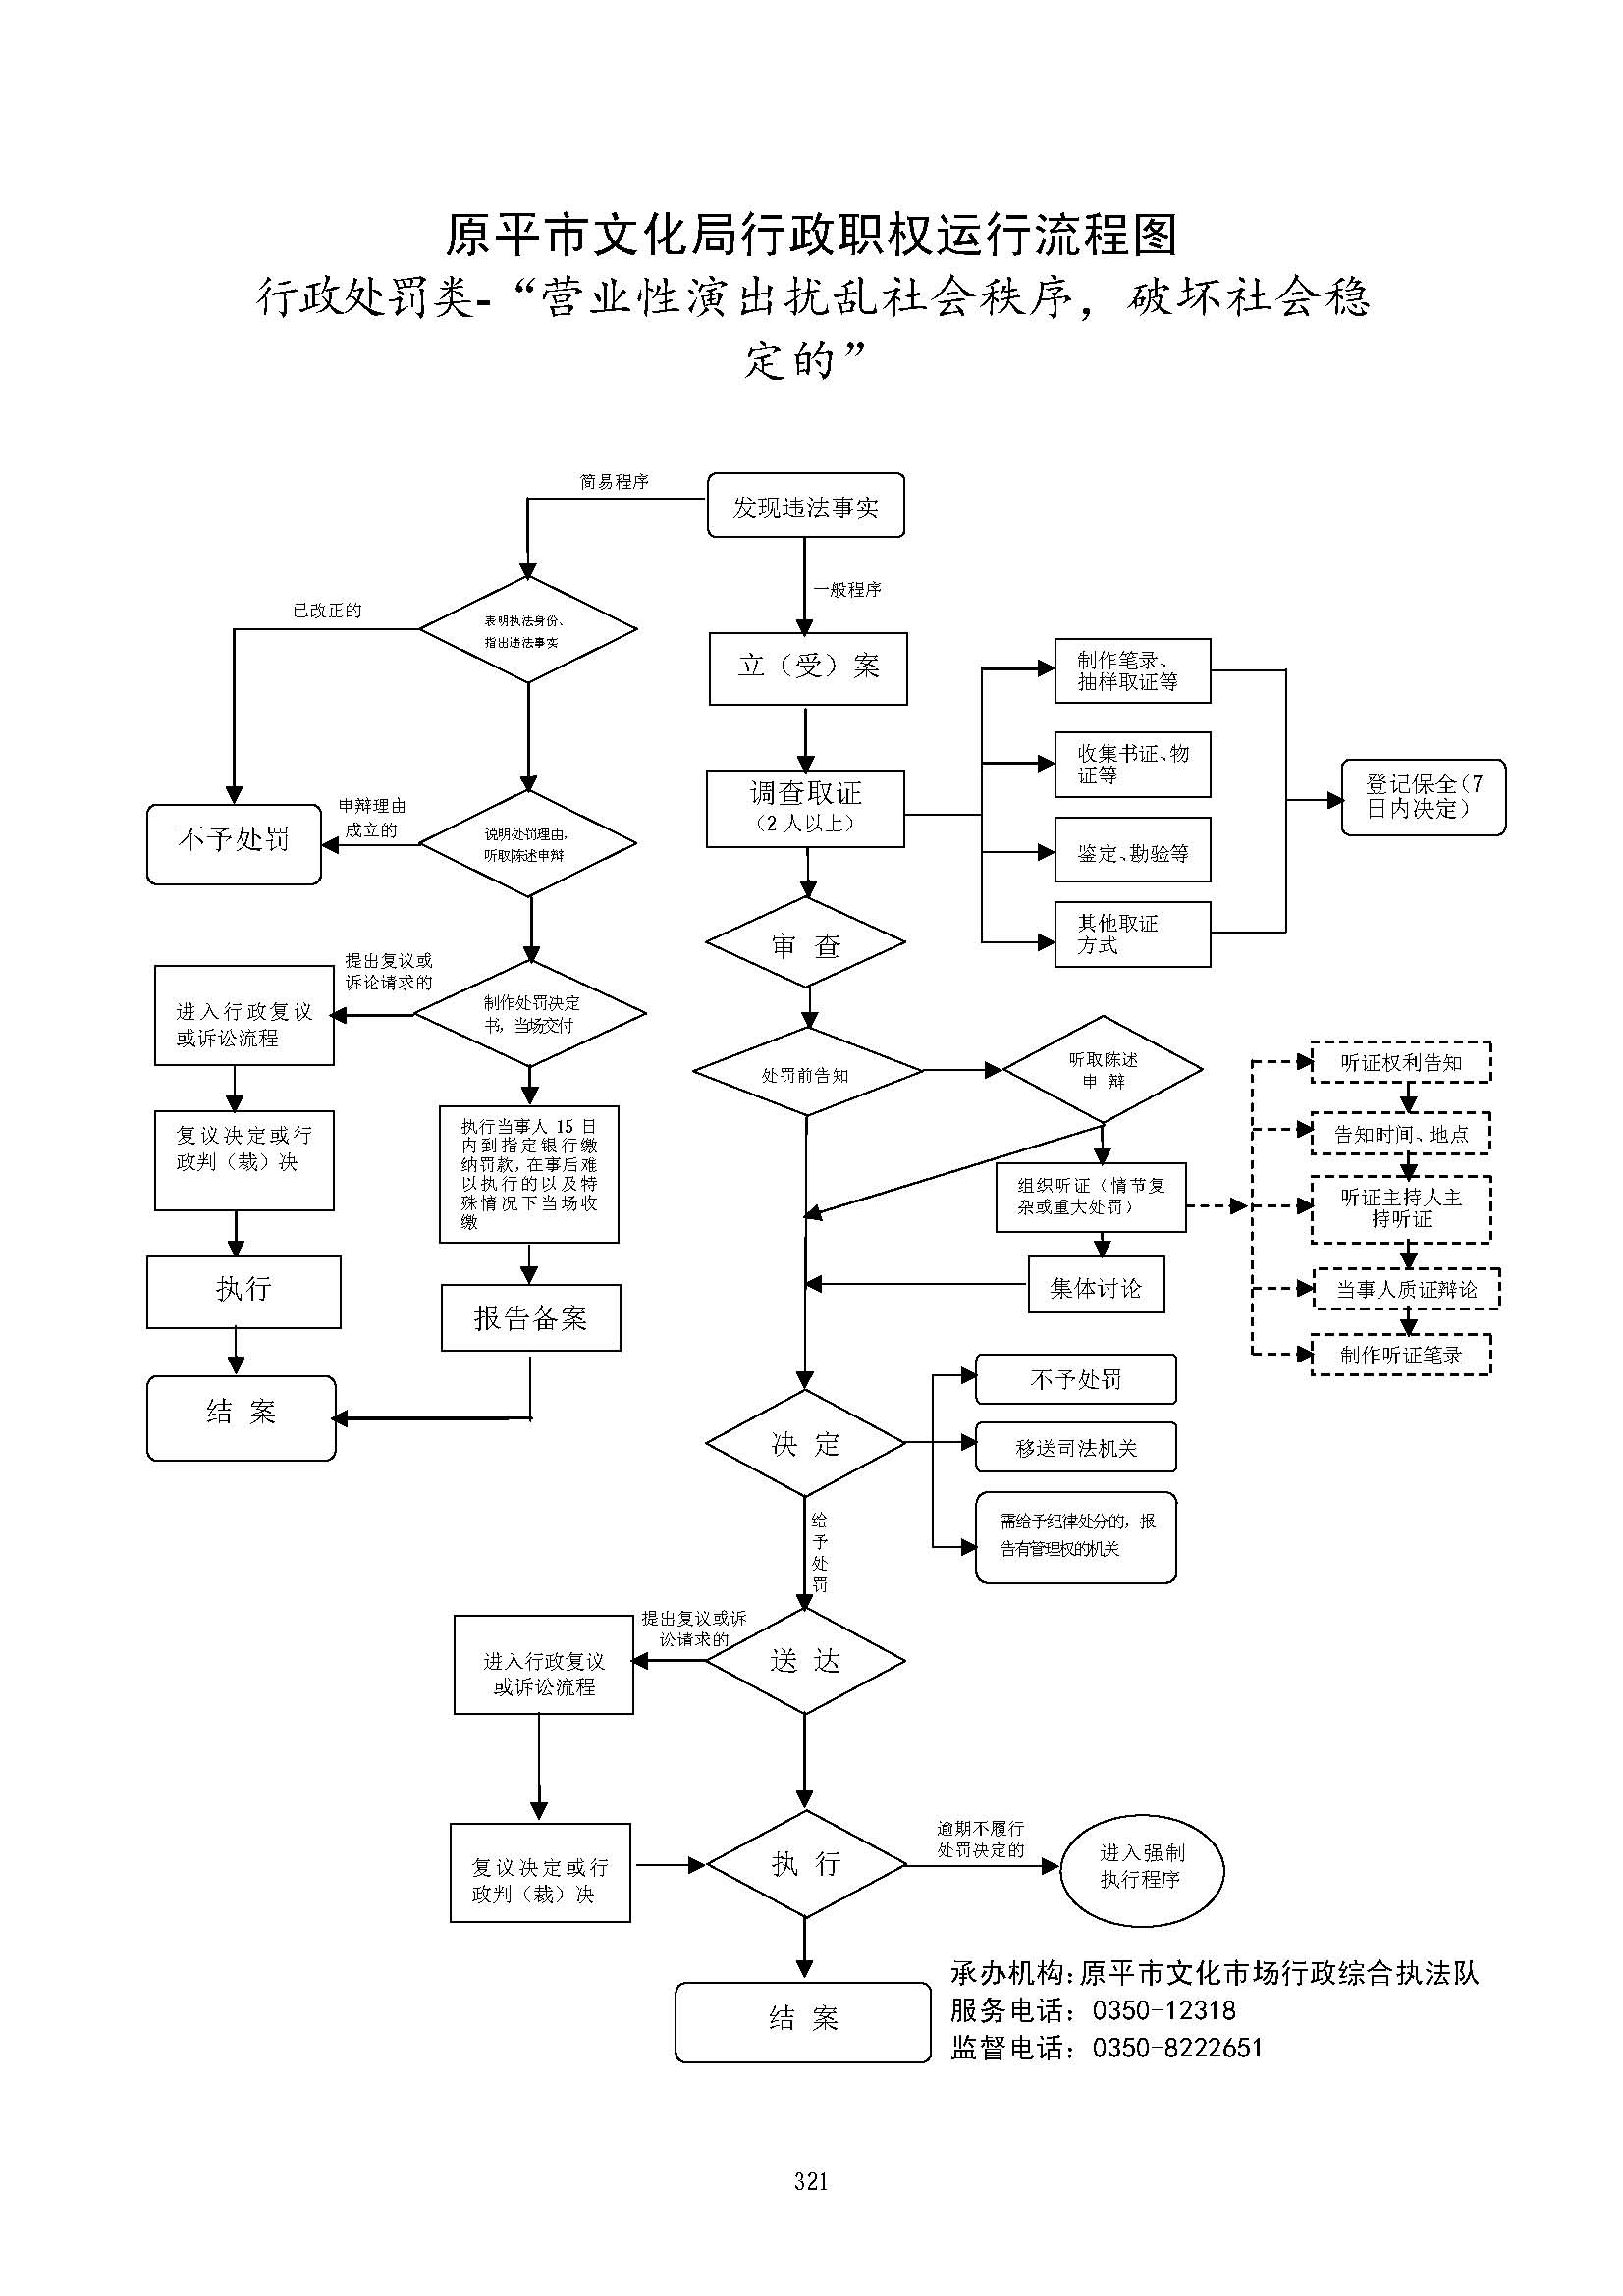 原平市文化局行政职权运行流程图
行政处罚类-“营业性演出扰乱社会秩序，破坏社会稳
定的”
简易程序
发现违法事实
一般程序
已改正的
表明执法身份、
指出违法事实
立（受）案
制作笔录、
抽样取证等
收集书证、物
证等
登记保全（7
日内决定）
调查取证
（2 人以上）
鉴定、勘验等
其他取证
方式
申辩理由
成立的
不予处罚
说明处罚理由，
听取陈述申辩
审 查
提出复议或
诉论请求的
进入行政复议
或诉讼流程
制作处罚决定
书，当场交付
处罚前告知
听取陈述
申 辩
听证权利告知
告知时间、地点
听证主持人主
持听证
当事人质证辩论
制作听证笔录
复议决定或行
政判（裁）决
执行当事人 15 日
内到指定银行缴
纳罚款，在事后难
以执行的以及特
殊情况下当场收
缴
组织听证（情节复
杂或重大处罚）
集体讨论
执行
报告备案
结 案
决 定
不予处罚
移送司法机关
需给予纪律处分的，报
告有管理权的机关
给
予
处
罚
提出复议或诉
讼请求的
进入行政复议
或诉讼流程
送 达
复议决定或行
政判（裁）决
执 行
逾期不履行
处罚决定的
进入强制
执行程序
结 案
承办机构：原平市文化市场行政综合执法队
服务电话：0350-12318
监督电话：0350-8222651
321